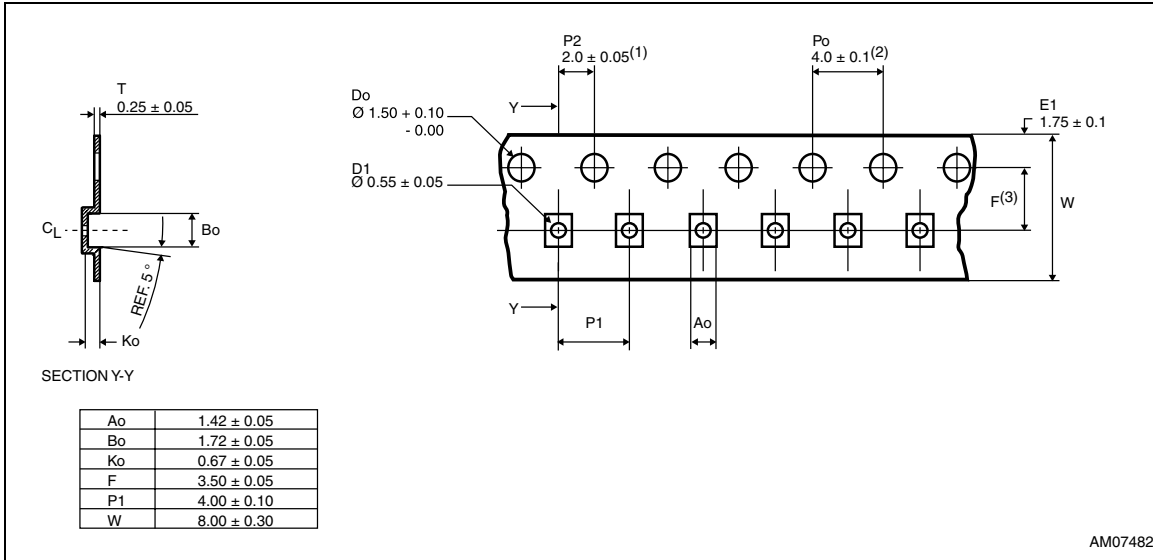 P2
2.0 ± 0.05(1)
Po
4.0 ± 0.1(2)
T
0.25 ± 0.05
Do
Ø 1.50 + 0.10
- 0.00
Y
E1
1.75 ± 0.1
D1
Ø 0.55 ± 0.05
F(3)
W
CL
Bo
REF. 5 °
Ko
Y
P1
Ao
SECTION Y-Y
Ao 1.42 ± 0.05
Bo 1.72 ± 0.05
Ko 0.67 ± 0.05
F 3.50 ± 0.05
P1 4.00 ± 0.10
W 8.00 ± 0.30
AM07482